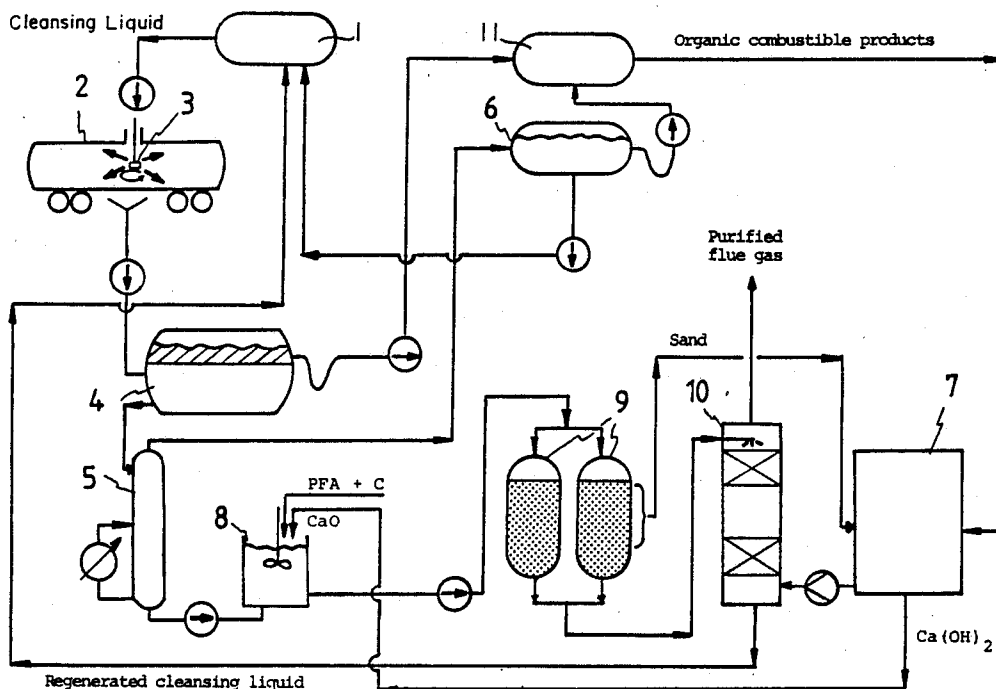 Cleansing Liquid
1
11
Organic combustible products
2
3
6
Purified
flue gas
Sand
4
10
7
9
5
8
PFA + C
CaO
Ca(OH)2
Regenerated cleansing liquid